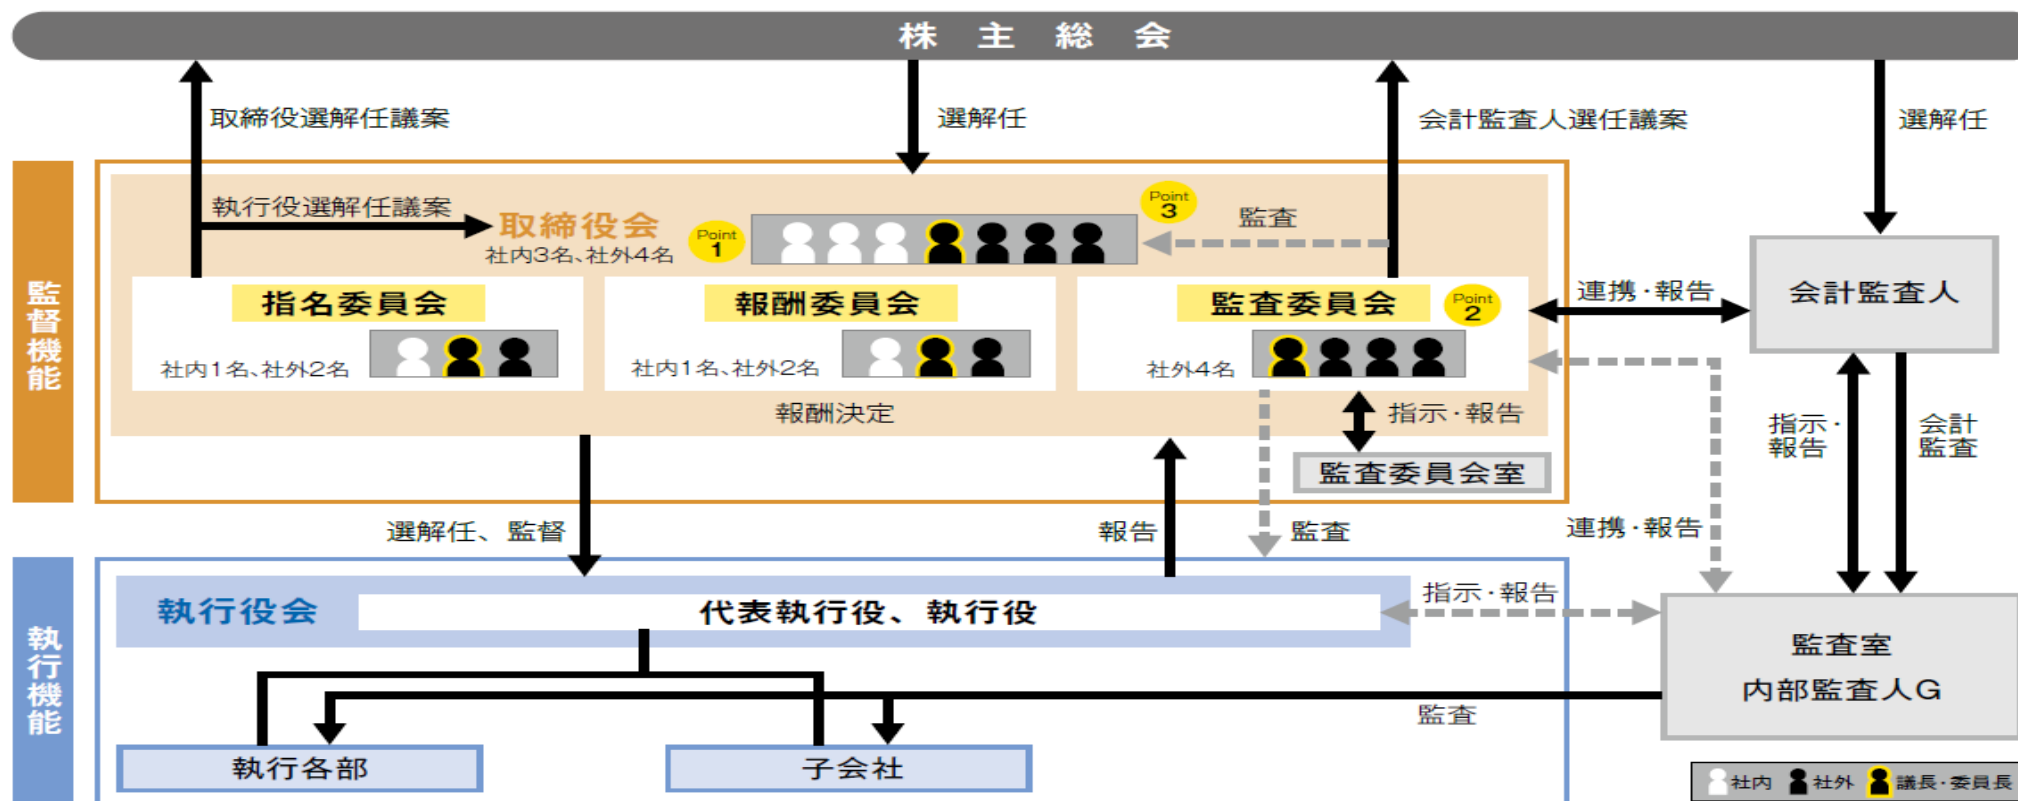 株主総会
取締役選解任議案
選解任
会計監査人選任議案
選解任
監督機能
執行役選解任議案
取締役会
社内3名、社外4名
Point
1
Point
3
監査
指名委員会
社内1名、社外2名
報酬委員会
社内1名、社外2名
監査委員会
Point
2
社外4名
連携・報告
会計監査人
報酬決定
指示・報告
監査委員会室
指示・
報告
会計
監査
選解任、監督
報告
監査
連携・報告
執行機能
執行役会
代表執行役、執行役
指示・報告
監査室
内部監査人G
監査
執行各部
子会社
社内
社外
議長・委員長